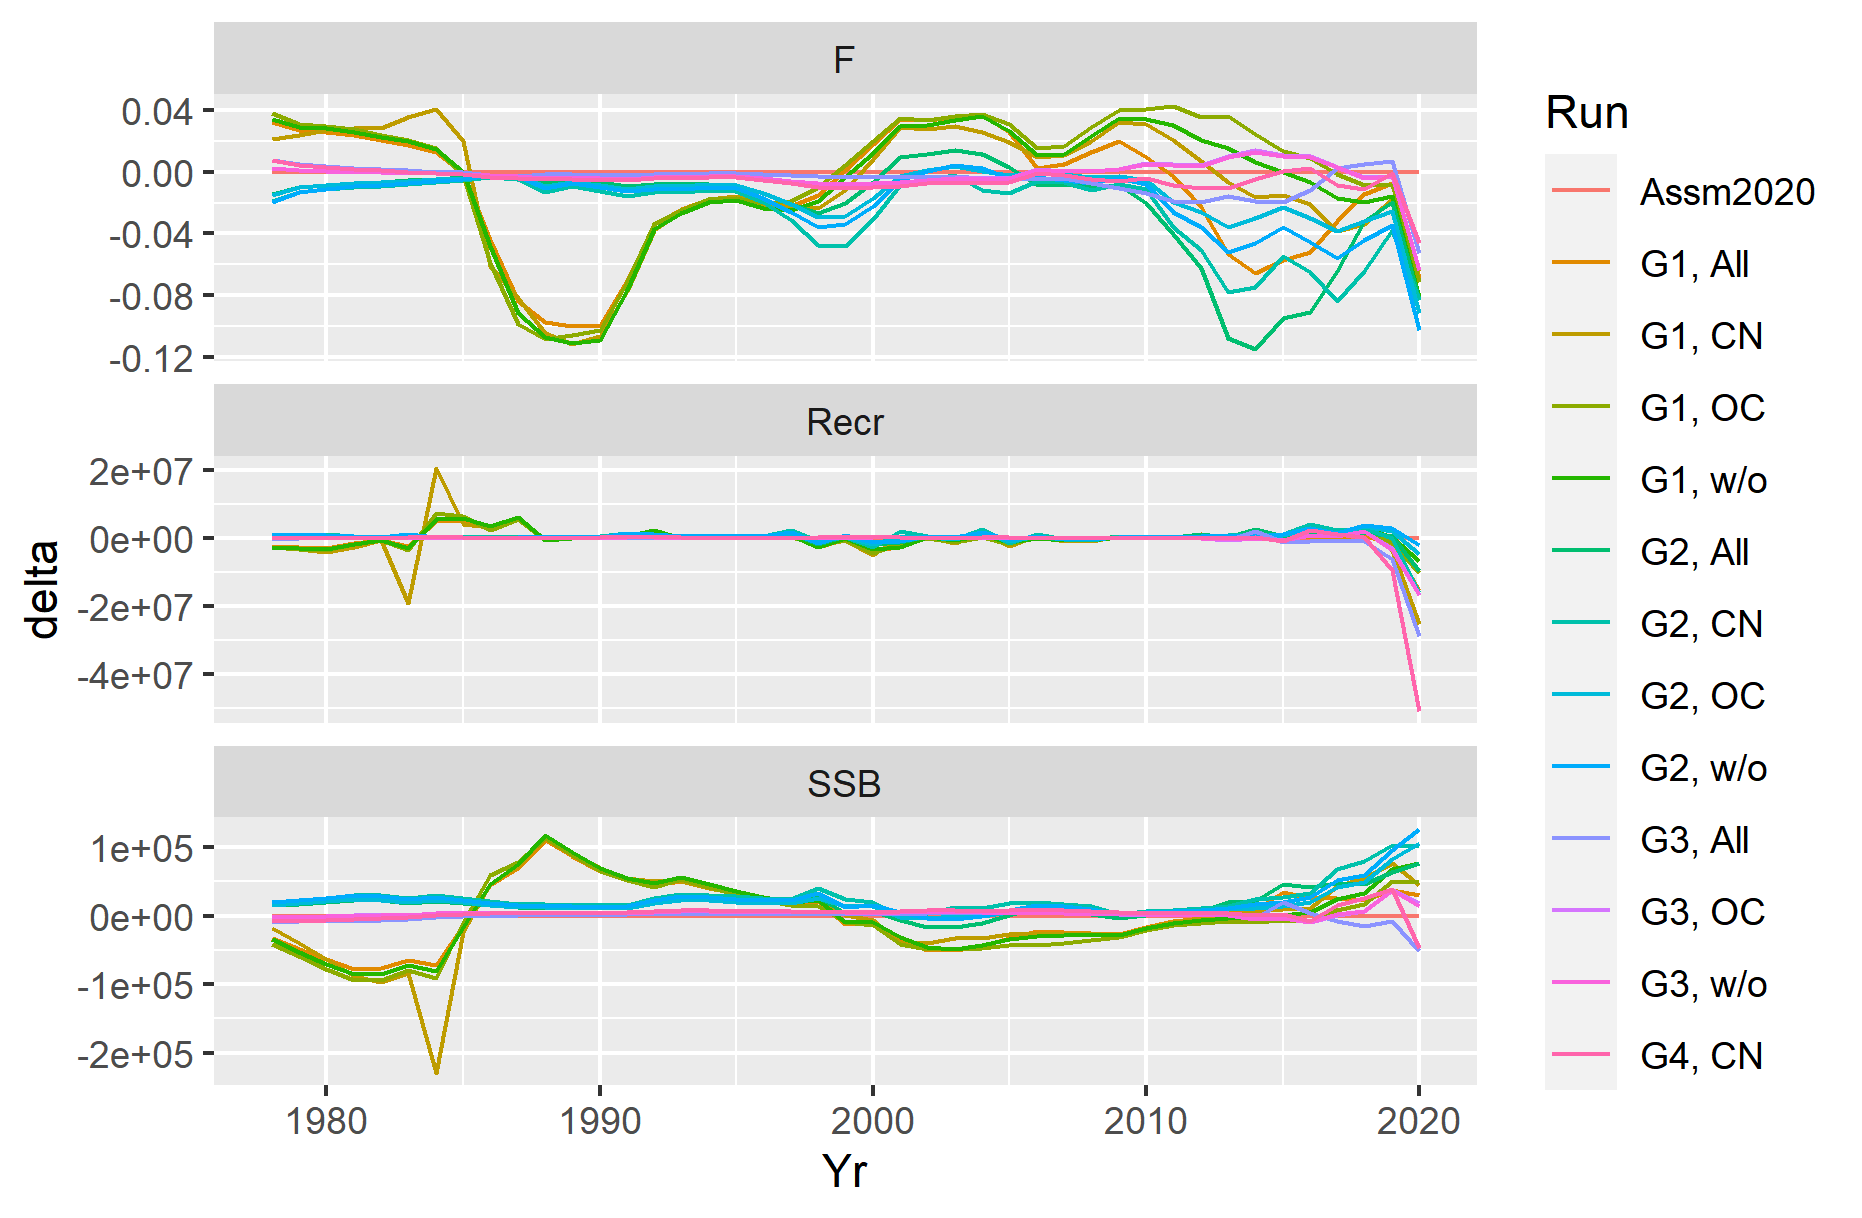 F
0.04
0.00
-0.04
-0.08
-0.12
Recr
2e+07
0e+00
-2e+07
-4e+07
SSB
1e+05
0e+00
-1e+05
-2e+05
1980 1990 2000 2010 2020
Yr
delta
Run
Assm2020
G1, All
G1, CN
G1, OC
G1, w/o
G2, All
G2, CN
G2, OC
G2, w/o
G3, All
G3, OC
G3, w/o
G4, CN